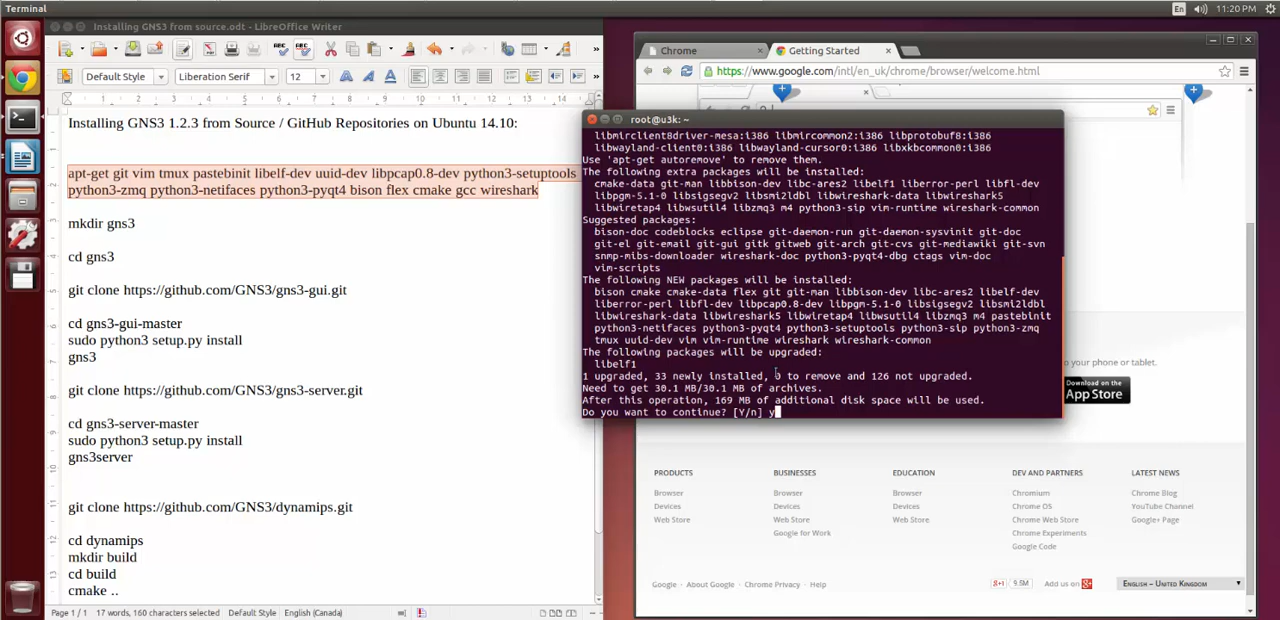 Terminal
En
11:20 PM
Installing GNS3 from source.odt - LibreOffice Writer
Default Style
Liberation Serif
12
Installing GNS3 1.2.3 from Source / GitHub Repositories on Ubuntu 14.10:
apt-get git vim tmux pastebinit libelf-dev uuid-dev libpcap0.8-dev python3-setuptools
python3-zmq python3-netifaces python3-pyqt4 bison flex cmake gcc wireshark
mkdir gns3
cd gns3
git clone https://github.com/GNS3/gns3-gui.git
cd gns3-gui-master
sudo python3 setup.py install
gns3
git clone https://github.com/GNS3/gns3-server.git
cd gns3-server-master
sudo python3 setup.py install
gns3server
git clone https://github.com/GNS3/dynamips.git
cd dynamips
mkdir build
cd build
cmake ..
Page 1 / 1
17 words, 160 characters selected
Default Style
English (Canada)
Chrome
Getting Started
https://www.google.com/intl/en_uk/chrome/browser/welcome.html
root@u3k: ~
libmirclient8driver-mesa:i386 libmircommon2:i386 libprotobuf8:i386
libwayland-client0:i386 libwayland-cursor0:i386 libxkbcommon0:i386
Use 'apt-get autoremove' to remove them.
The following extra packages will be installed:
cmake-data git-man libbison-dev libc-ares2 libelf1 liberror-perl libfl-dev
libpgm-5.1-0 libsigsegv2 libsmi2ldbl libwireshark-data libwireshark5
libwiretap4 libwsutil4 libzmq3 m4 python3-sip vim-runtime wireshark-common
Suggested packages:
bison-doc codeblocks eclipse git-daemon-run git-daemon-sysvinit git-doc
git-el git-email git-gui gitk gitweb git-arch git-cvs git-mediawiki git-svn
snmp-mibs-downloader wireshark-doc python3-pyqt4-dbg ctags vim-doc
vim-scripts
The following NEW packages will be installed:
bison cmake cmake-data flex git git-man libbison-dev libc-ares2 libelf-dev
liberror-perl libfl-dev libpcap0.8-dev libpgm-5.1-0 libsigsegv2 libsmi2ldbl
libwireshark-data libwireshark5 libwiretap4 libwsutil4 libzmq3 m4 pastebinit
python3-netifaces python3-pyqt4 python3-setuptools python3-sip python3-zmq
tmux uuid-dev vim vim-runtime wireshark wireshark-common
The following packages will be upgraded:
libelf1
1 upgraded, 33 newly installed, 0 to remove and 126 not upgraded.
Need to get 30.1 MB/30.1 MB of archives.
After this operation, 169 MB of additional disk space will be used.
Do you want to continue? [Y/n] y
o your phone or tablet.
Download on the
App Store
PRODUCTS
Browser
Devices
Web Store
BUSINESSES
Browser
Devices
Web Store
Google for Work
EDUCATION
Browser
Devices
Web Store
DEV AND PARTNERS
Chromium
Chrome OS
Chrome Web Store
Chrome Experiments
Google Code
LATEST NEWS
Chrome Blog
YouTube Channel
Google+ Page
Google · About Google · Chrome Privacy · Help
g+1 9.5M Add us on
English – United Kingdom